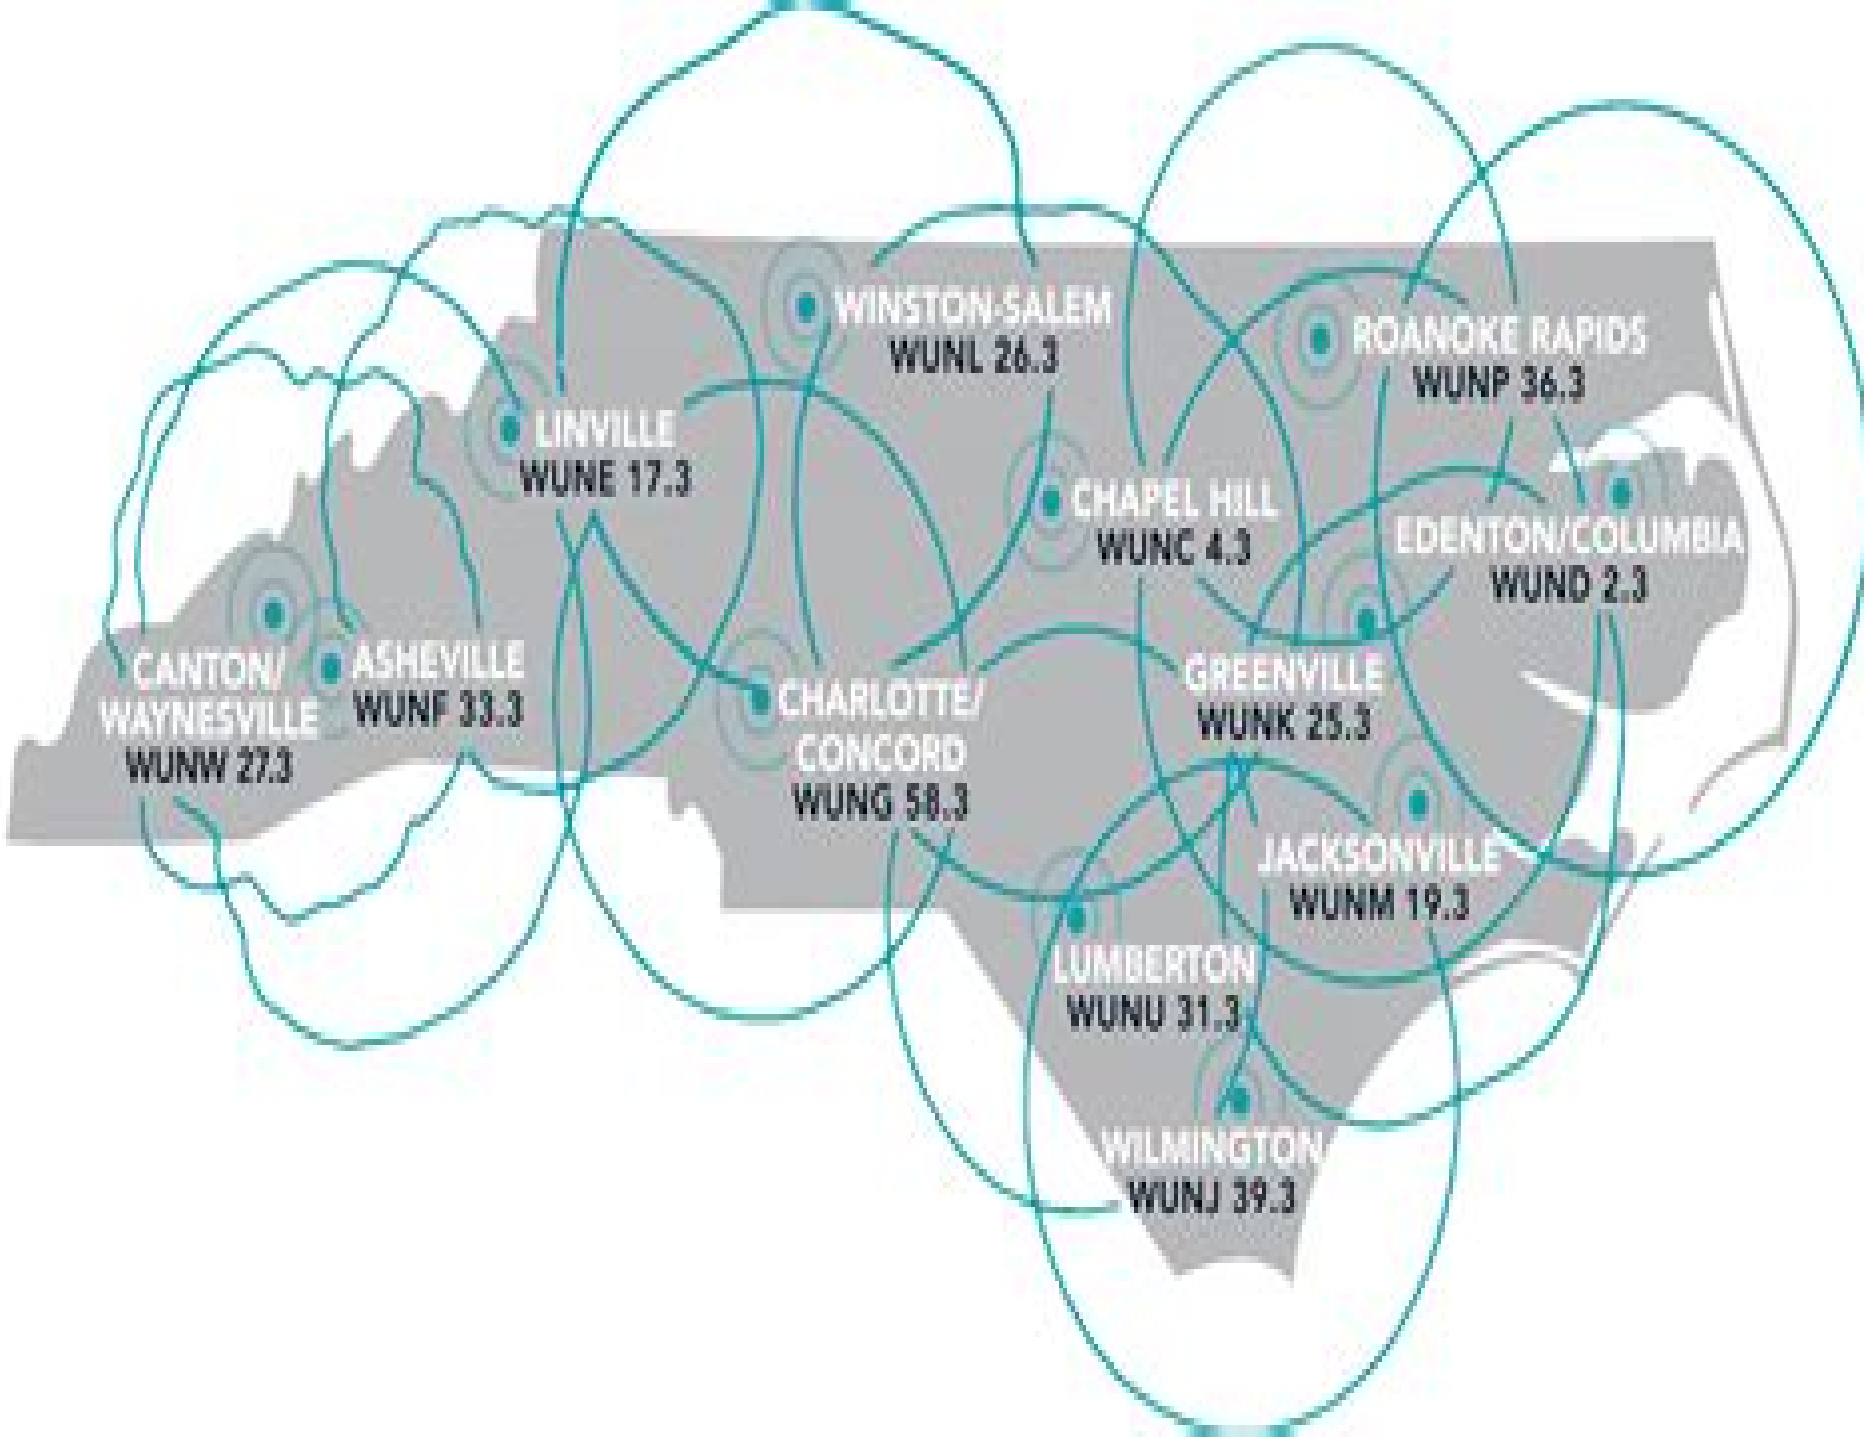 WINSTON-SALEM
WUNL 26.3
ROANOKE RAPIDS
WUNP 36.3
LINVILLE
WUNE 17.3
CHAPEL HILL
WUNC 4.3
EDENTON/COLUMBIA
WUND 2.3
CANTON/
WAYNESVILLE
WUNW 27.3
ASHEVILLE
WUNF 33.3
CHARLOTTE/
CONCORD
WUNG 58.3
GREENVILLE
WUNK 25.3
JACKSONVILLE
WUNM 19.3
LUMBERTON
WUNU 31.3
WILMINGTON
WUNJ 39.3